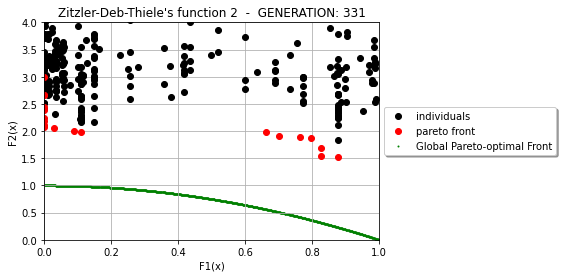 Zitzler-Deb-Thiele's function 2 - GENERATION: 331
F2(x)
4.0
3.5
3.0
2.5
2.0
1.5
1.0
0.5
0.0
0.0 0.2 0.4 0.6 0.8 1.0
F1(x)
individuals
pareto front
Global Pareto-optimal Front